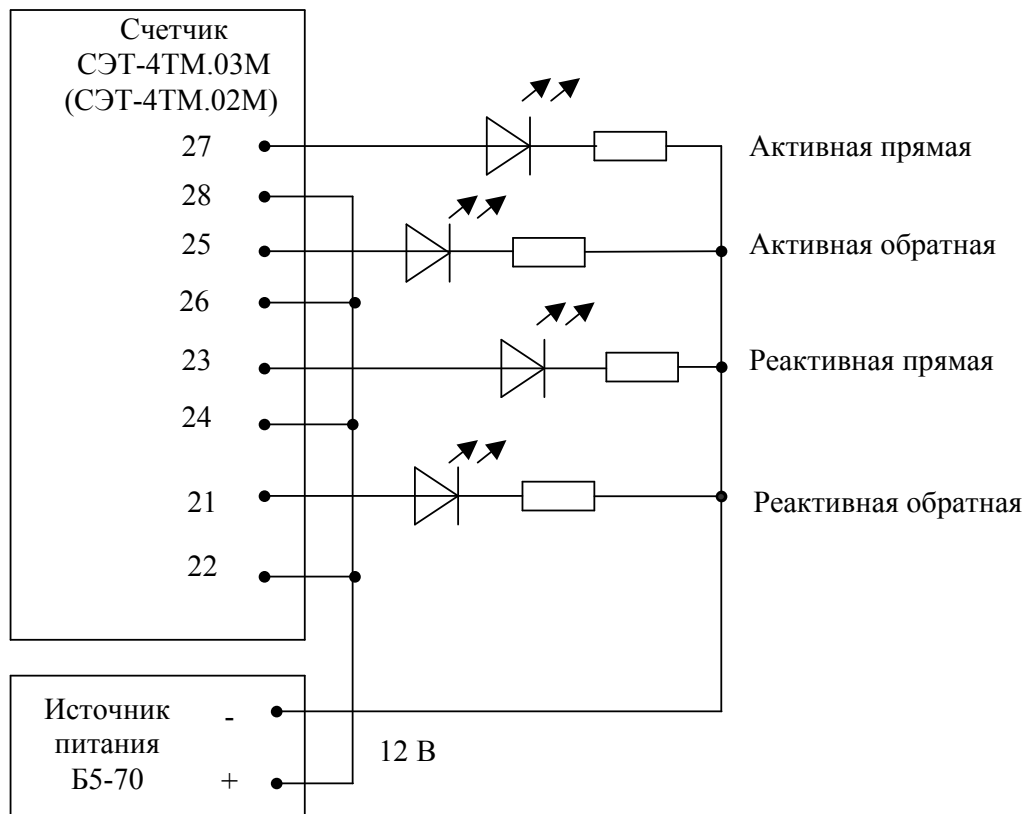 Счетчик
СЭТ-4ТМ.03М
(СЭТ-4ТМ.02М)
27
Активная прямая
28
25
Активная обратная
26
23
Реактивная прямая
24
21
Реактивная обратная
22
Источник
питания
Б5-70
-
+
12 В